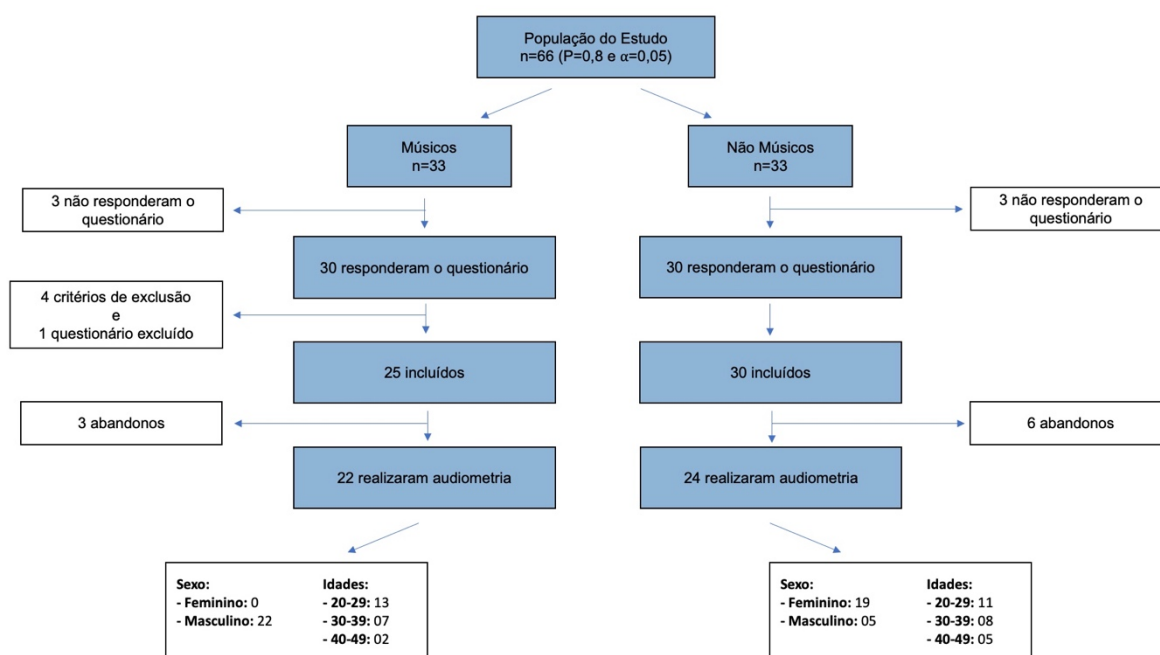 População do Estudo
n=66 (P=0,8 e α=0,05)
Músicos
n=33
Não Músicos
n=33
3 não responderam o
questionário
3 não responderam o
questionário
30 responderam o questionário
30 responderam o questionário
4 critérios de exclusão
e
1 questionário excluído
25 incluídos
30 incluídos
3 abandonos
6 abandonos
22 realizaram audiometria
24 realizaram audiometria
Sexo:
- Feminino: 0
- Masculino: 22
Idades:
- 20-29: 13
- 30-39: 07
- 40-49: 02
Sexo:
- Feminino: 19
- Masculino: 05
Idades:
- 20-29: 11
- 30-39: 08
- 40-49: 05